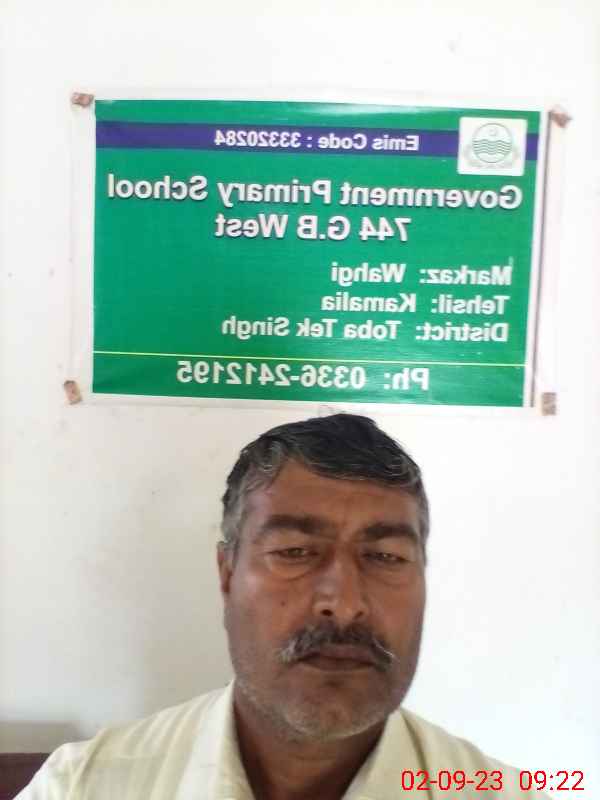 Emis Code : 33320284
Government Primary School
744 G.B West
Markaz: Wahgi
Tehsil: Kamalia
District: Toba Tek Singh
Ph: 0336-2412195
02-09-23 09:22